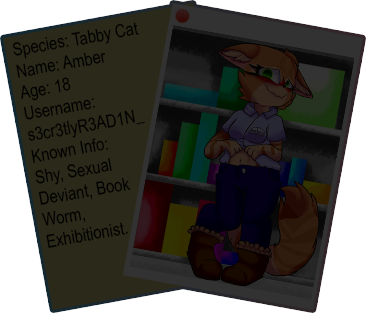 Species: Tabby Cat
Name: Amber
Age: 18
Username:
s3cr3tlyR3AD1N_
Known Info:
Shy, Sexual
Deviant, Book
Worm,
Exhibitionist.